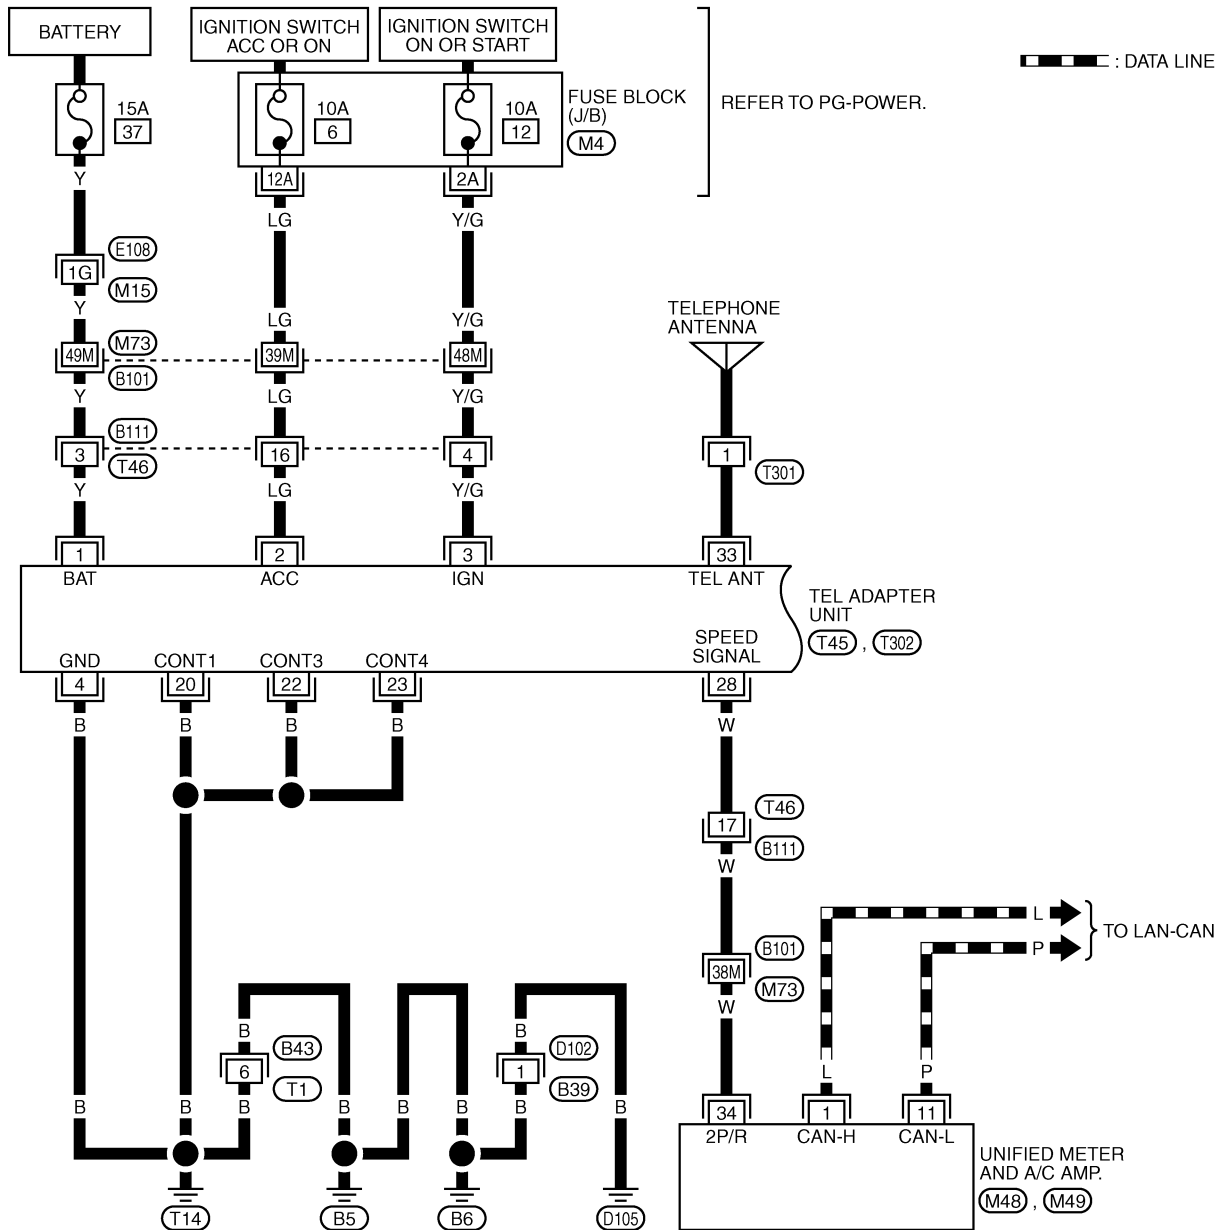 BATTERY
IGNITION SWITCH
ACC OR ON
IGNITION SWITCH
ON OR START
: DATA LINE
15A
37
10A
6
10A
12
FUSE BLOCK
(J/B)
M4
REFER TO PG-POWER.
12A
2A
Y
LG
Y/G
E108
1G
M15
Y
LG
Y/G
TELEPHONE
ANTENNA
49M
M73
39M
48M
B101
Y
LG
Y/G
B111
3
16
4
1
T46
T301
Y
LG
Y/G
1
2
3
33
BAT
ACC
IGN
TEL ANT
TEL ADAPTER
UNIT
T45 , T302
SPEED
SIGNAL
GND
CONT1
CONT3
CONT4
4
20
22
23
28
B
B
B
B
W
T46
17
B111
W
L
TO LAN-CAN
P
B101
38M
M73
W
B
B
B43
D102
6
1
T1
B39
L
P
B
B
B
B
B
B
B
34
1
11
2P/R
CAN-H
CAN-L
UNIFIED METER
AND A/C AMP.
M48 , M49
T14
B5
B6
D105